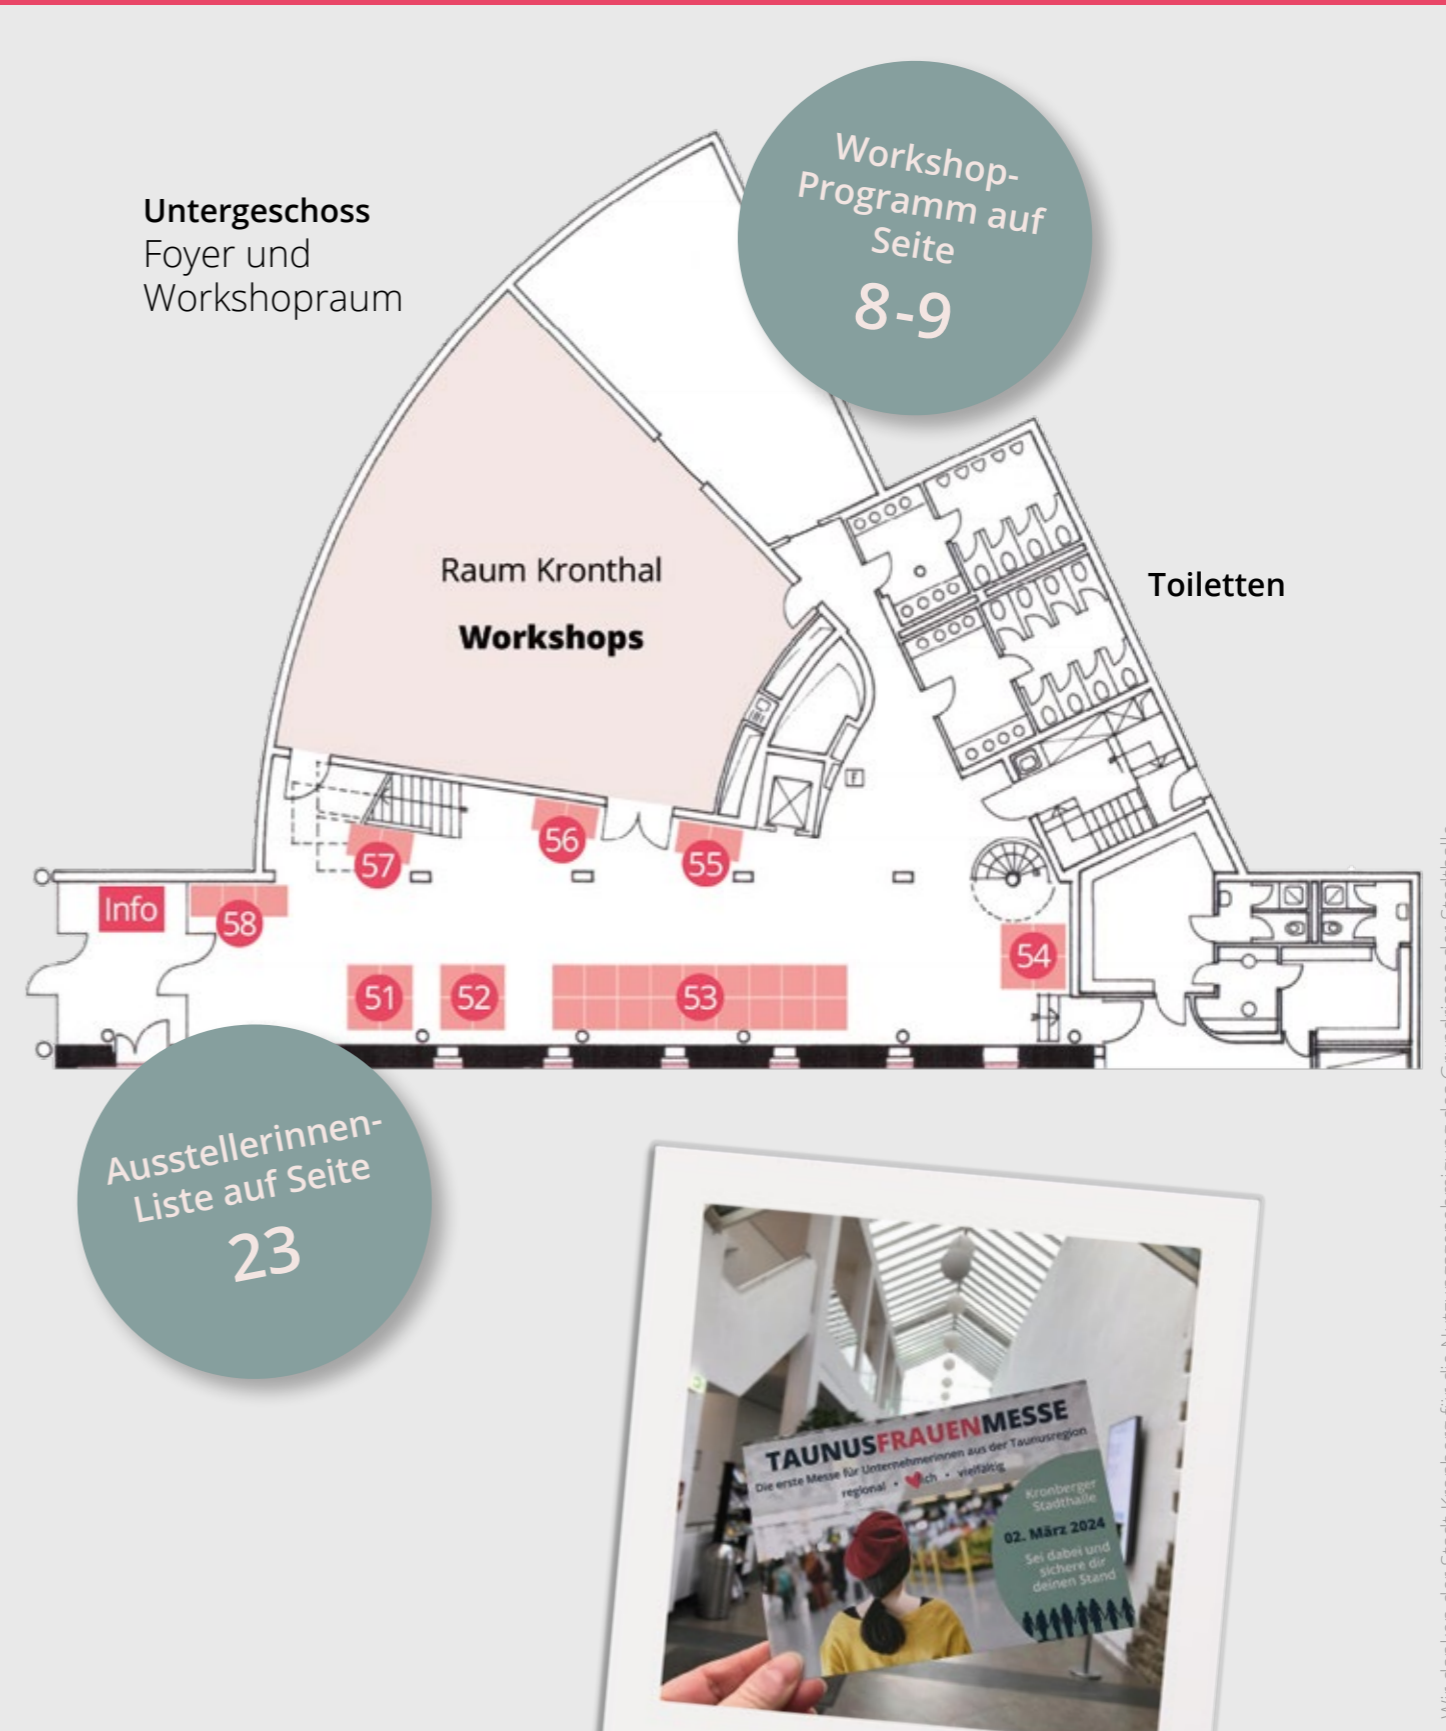 Untergeschoss
Foyer und
Workshopraum
Workshop-
Programm auf
Seite
8-9
Raum Kronthal
Workshops
Toiletten
F
57
56
55
Info
58
54
51
52
53
Ausstellerinnen-
Liste auf Seite
23
TAUNUSFRAUENMESSE
Die erste Messe für Unternehmerinnen aus der Taunusregion
regional • ich • vielfältig
Kronberger
Stadthalle
02. März 2024
Sei dabei und
sichere dir
deinen Stand